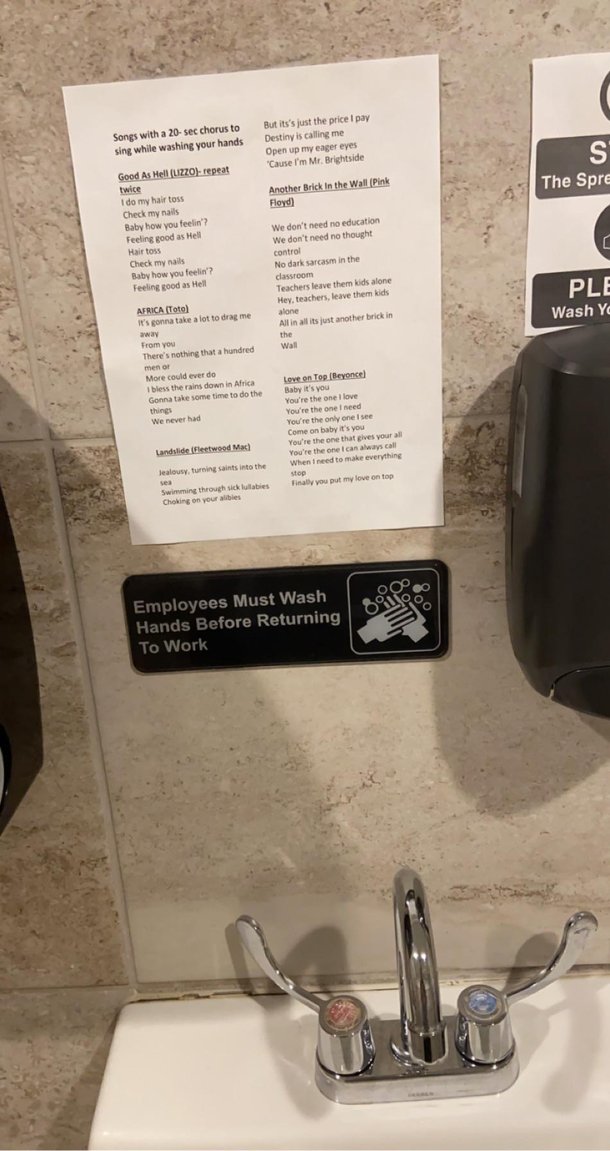 Songs with a 20- sec chorus to
sing while washing your hands
Good As Hell (LIZZO)- repeat
twice
I do my hair toss
Check my nails
Baby how you feelin'?
Feeling good as Hell
Hair toss
Check my nails
Baby how you feelin'?
Feeling good as Hell
AFRICA (Toto)
It's gonna take a lot to drag me
away
From you
There's nothing that a hundred
men or
More could ever do
I bless the rains down in Africa
Gonna take some time to do the
things
We never had
Landslide (Fleetwood Mac)
Jealousy, turning saints into the
sea
Swimming through sick lullabies
Choking on your alibies
But its's just the price I pay
Destiny is calling me
Open up my eager eyes
'Cause I'm Mr. Brightside
Another Brick In the Wall (Pink
Floyd)
We don't need no education
We don't need no thought
control
No dark sarcasm in the
classroom
Teachers leave them kids alone
Hey, teachers, leave them kids
alone
All in all its just another brick in
the
Wall
Love on Top (Beyonce)
Baby it's you
You're the one I love
You're the one I need
You're the only one I see
Come on baby it's you
You're the one that gives your all
You're the one I can always call
When I need to make everything
stop
Finally you put my love on top
The Spre
PLE
Wash Yo
Employees Must Wash
Hands Before Returning
To Work